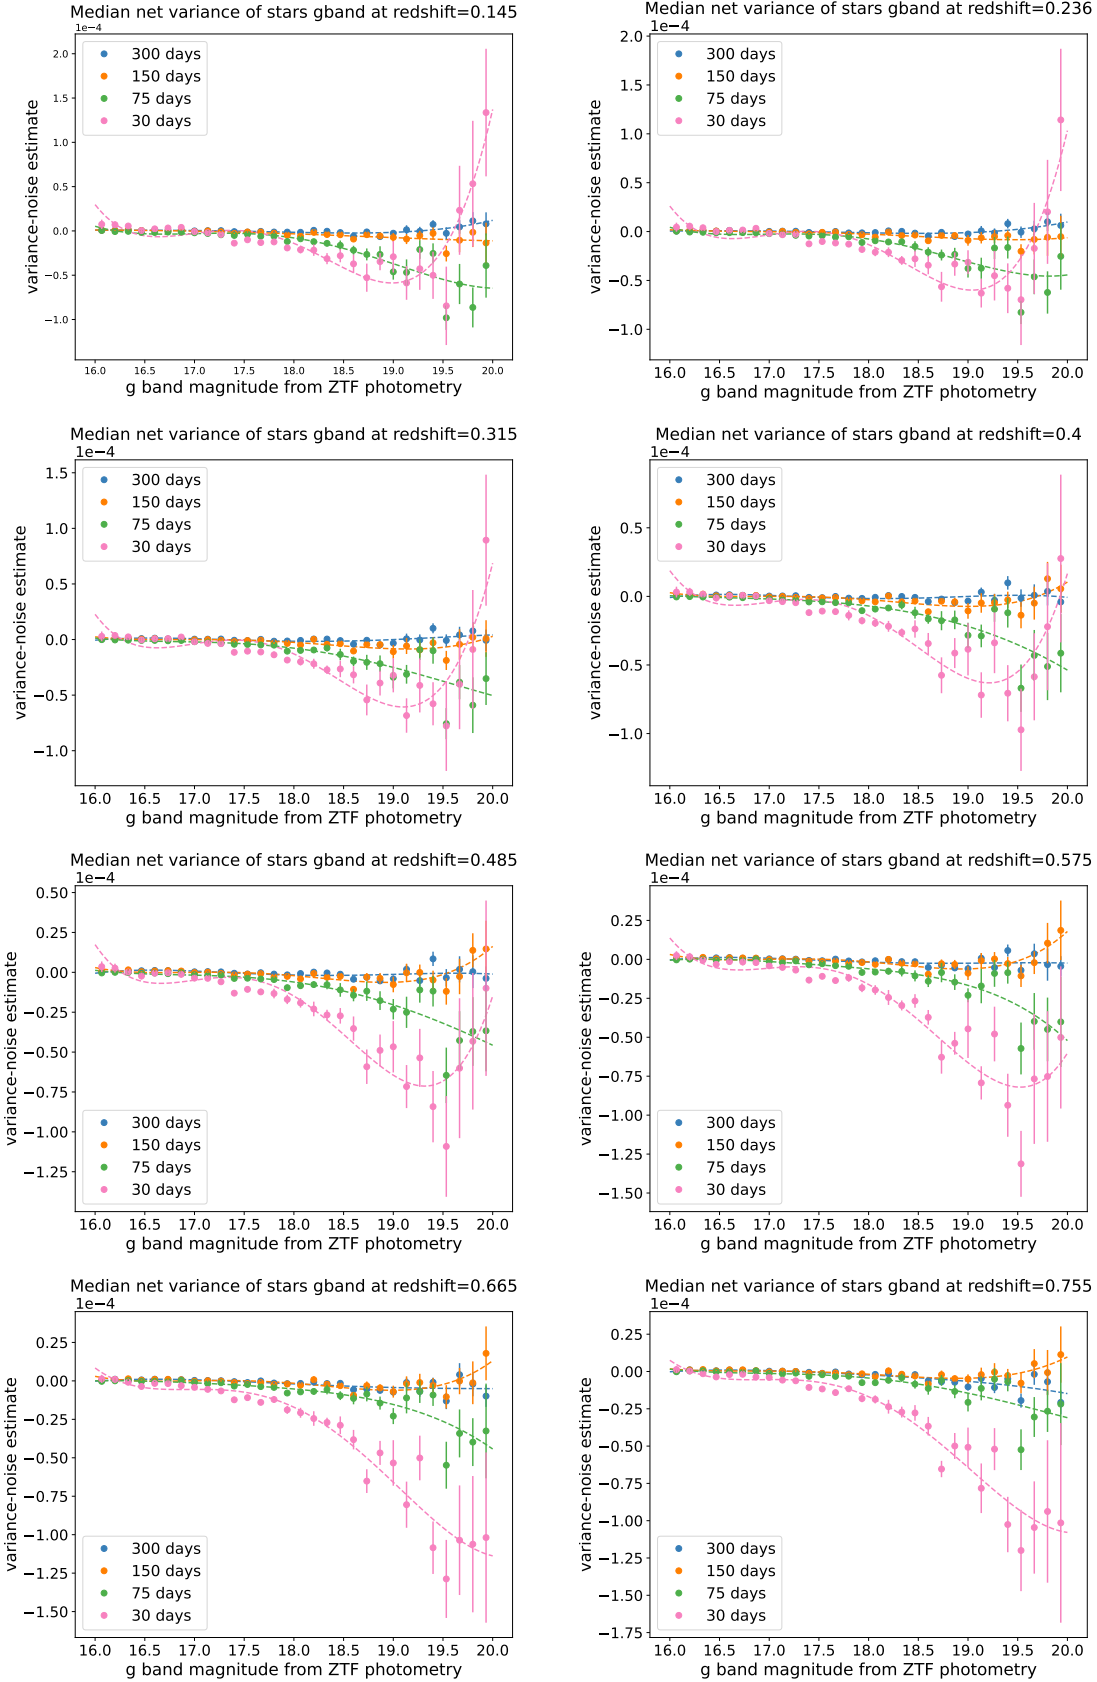 Median net variance of stars gband at redshift=0.145
1e−4
2.0
1.5
1.0
0.5
0.0
−0.5
−1.0
variance-noise estimate
300 days
150 days
75 days
30 days
16.0 16.5 17.0 17.5 18.0 18.5 19.0 19.5 20.0
g band magnitude from ZTF photometry
Median net variance of stars gband at redshift=0.236
1e−4
2.0
1.5
1.0
0.5
0.0
−0.5
−1.0
variance-noise estimate
300 days
150 days
75 days
30 days
16.0 16.5 17.0 17.5 18.0 18.5 19.0 19.5 20.0
g band magnitude from ZTF photometry
Median net variance of stars gband at redshift=0.315
1e−4
1.5
1.0
0.5
0.0
−0.5
−1.0
variance-noise estimate
300 days
150 days
75 days
30 days
16.0 16.5 17.0 17.5 18.0 18.5 19.0 19.5 20.0
g band magnitude from ZTF photometry
Median net variance of stars gband at redshift=0.4
1e−4
0.5
0.0
−0.5
−1.0
variance-noise estimate
300 days
150 days
75 days
30 days
16.0 16.5 17.0 17.5 18.0 18.5 19.0 19.5 20.0
g band magnitude from ZTF photometry
Median net variance of stars gband at redshift=0.485
1e−4
0.50
0.25
0.00
−0.25
−0.50
−0.75
−1.00
−1.25
variance-noise estimate
300 days
150 days
75 days
30 days
16.0 16.5 17.0 17.5 18.0 18.5 19.0 19.5 20.0
g band magnitude from ZTF photometry
Median net variance of stars gband at redshift=0.575
1e−4
0.25
0.00
−0.25
−0.50
−0.75
−1.00
−1.25
−1.50
variance-noise estimate
300 days
150 days
75 days
30 days
16.0 16.5 17.0 17.5 18.0 18.5 19.0 19.5 20.0
g band magnitude from ZTF photometry
Median net variance of stars gband at redshift=0.665
1e−4
0.25
0.00
−0.25
−0.50
−0.75
−1.00
−1.25
−1.50
variance-noise estimate
300 days
150 days
75 days
30 days
16.0 16.5 17.0 17.5 18.0 18.5 19.0 19.5 20.0
g band magnitude from ZTF photometry
Median net variance of stars gband at redshift=0.755
1e−4
0.25
0.00
−0.25
−0.50
−0.75
−1.00
−1.25
−1.50
−1.75
variance-noise estimate
300 days
150 days
75 days
30 days
16.0 16.5 17.0 17.5 18.0 18.5 19.0 19.5 20.0
g band magnitude from ZTF photometry